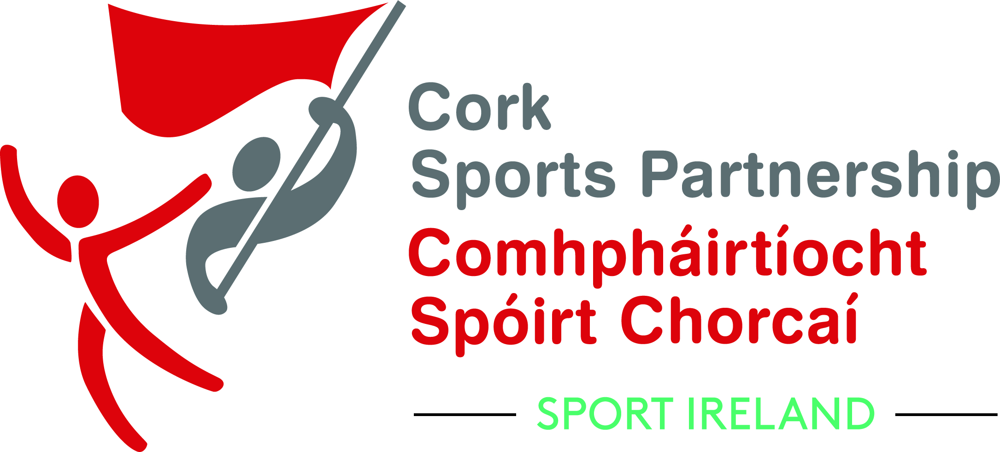 Cork
Sports Partnership
Comhpháirtíocht
Spóirt Chorcaí
SPORT IRELAND